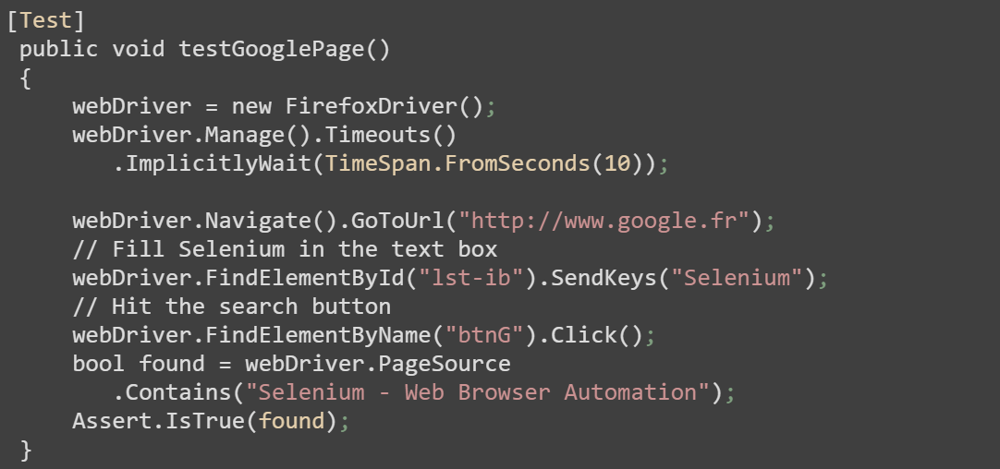 [Test]
public void testGooglePage()
{
webDriver = new FirefoxDriver();
webDriver.Manage().Timeouts()
.ImplicitlyWait(TimeSpan.FromSeconds(10));
webDriver.Navigate().GoToUrl("http://www.google.fr");
// Fill Selenium in the text box
webDriver.FindElementById("lst-ib").SendKeys("Selenium");
// Hit the search button
webDriver.FindElementByName("btnG").Click();
bool found = webDriver.PageSource
.Contains("Selenium - Web Browser Automation");
Assert.IsTrue(found);
}